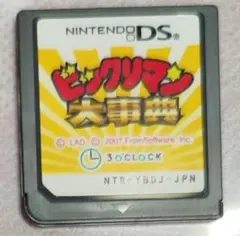 NINTENDO DS
ビックリマン
大事典
© LAD © 2007 FromSoftware, Inc.
3 O'CLOCK
NTR-YBDJ-JPN